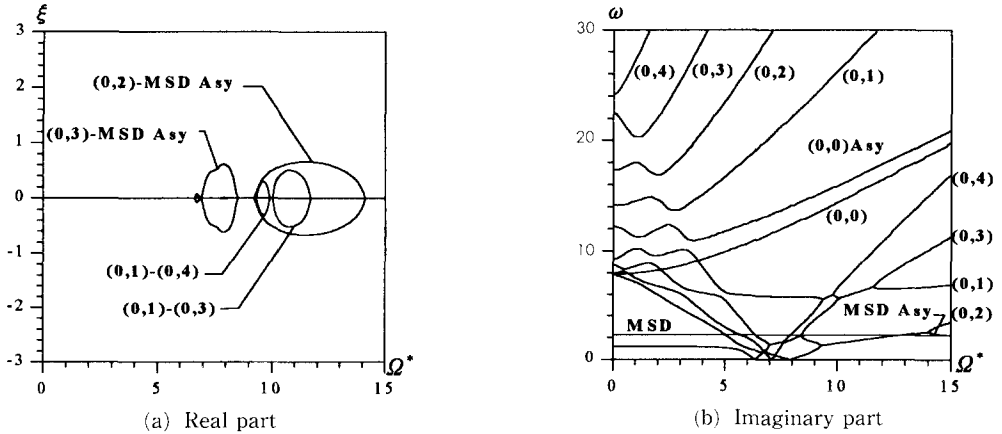 ξ
3
2
1
0
-1
-2
-3
(0,2)-MSD Asy
(0,3)-MSD Asy
(0,1)-(0,4)
(0,1)-(0,3)
0 5 10 15
Ω*
(a) Real part
ω
30
20
10
0
(0,4)
(0,3)
(0,2)
(0,1)
(0,0)Asy
(0,0)
(0,4)
(0,3)
(0,1)
MSD Asy
(0,2)
MSD
0 5 10 15
Ω*
(b) Imaginary part